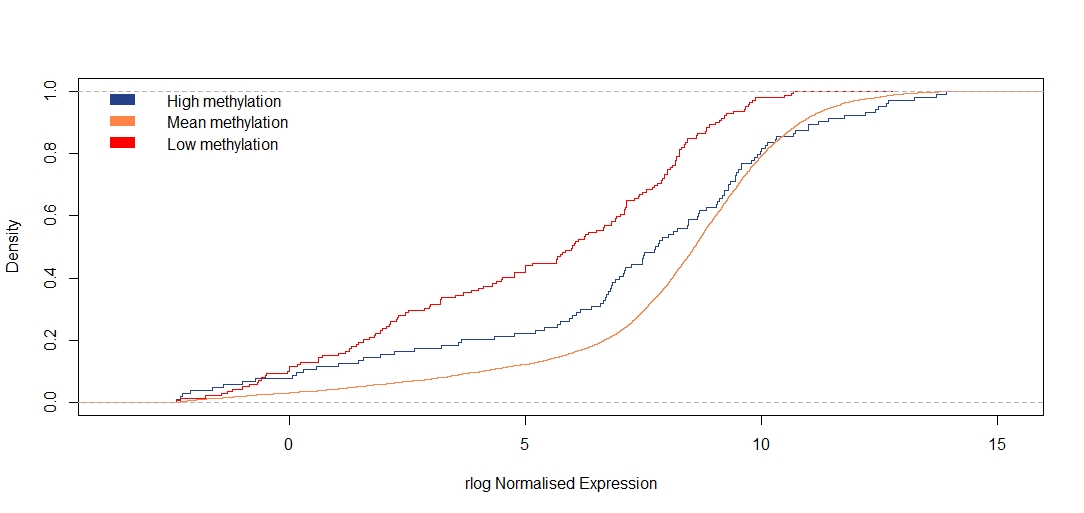 High methylation
Mean methylation
Low methylation
Density
1.0
0.8
0.6
0.4
0.2
0.0
0 5 10 15
rlog Normalised Expression